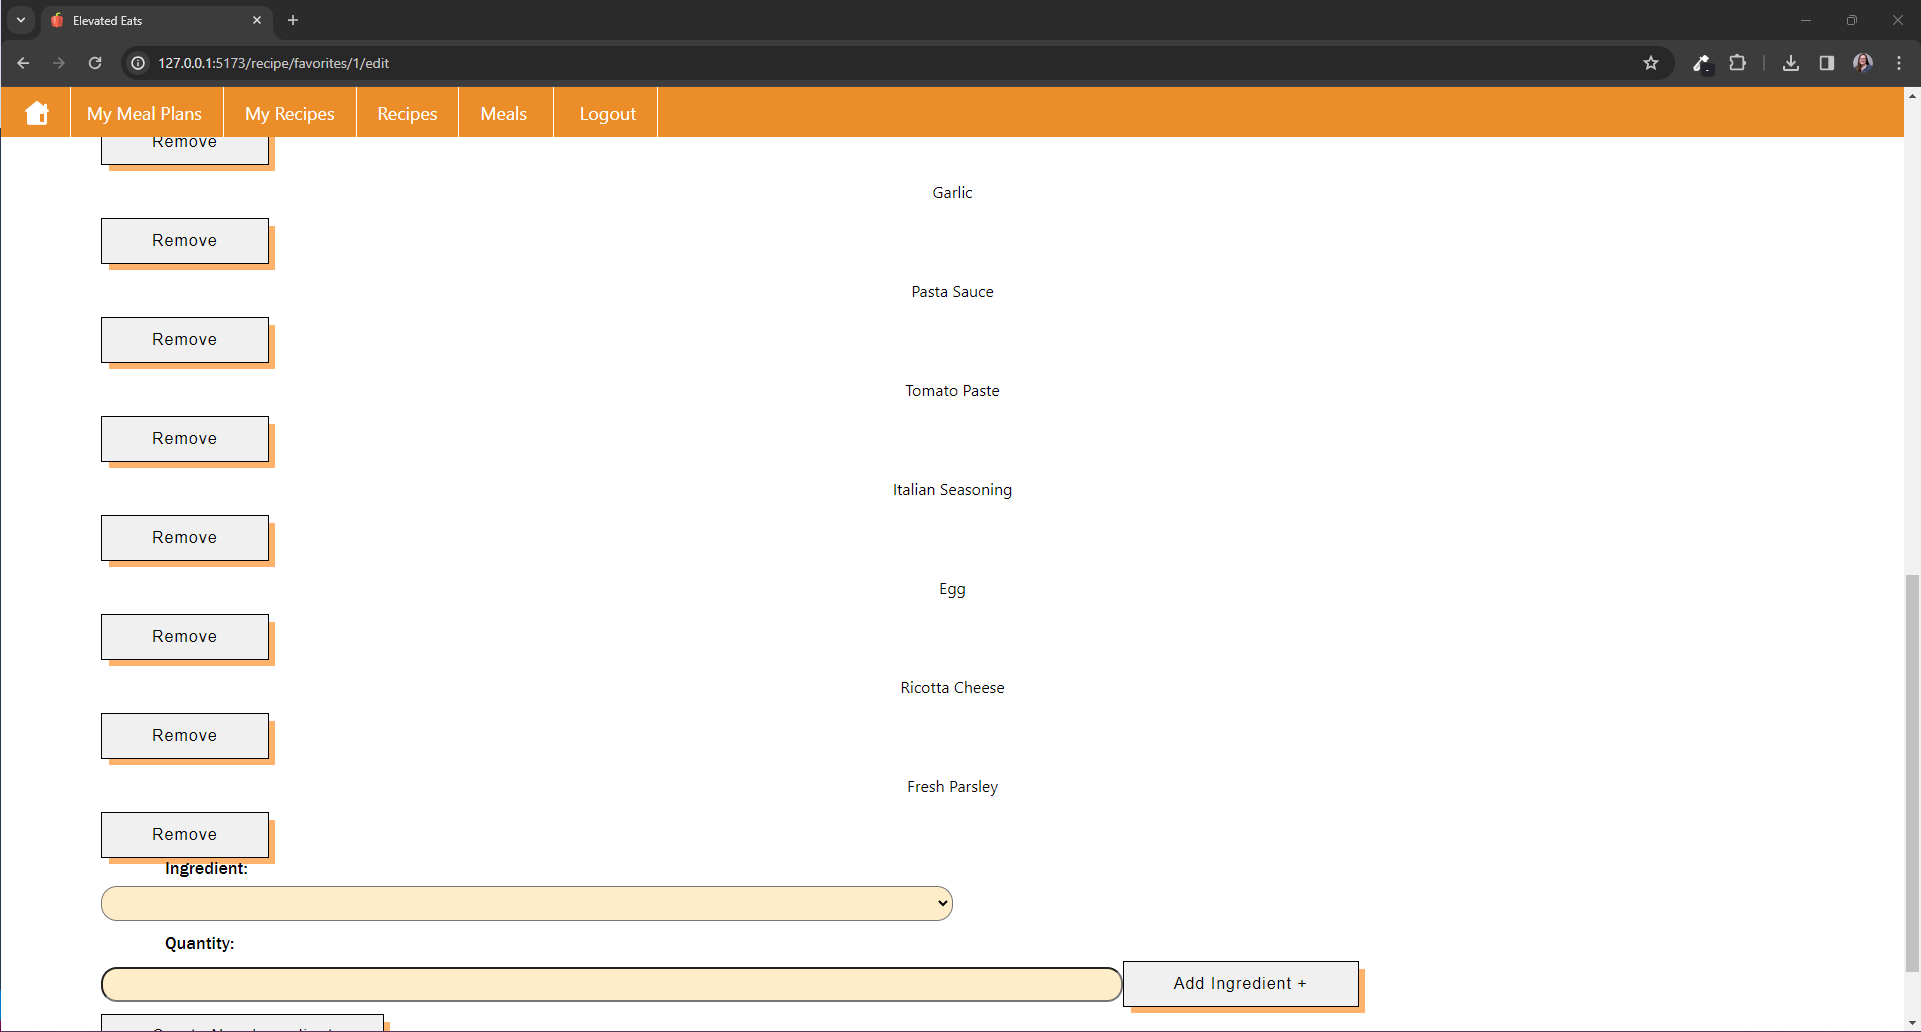 Elevated Eats
127.0.0.1:5173/recipe/favorites/1/edit
My Meal Plans My Recipes Recipes Meals Logout
Remove
Garlic
Remove
Pasta Sauce
Remove
Tomato Paste
Remove
Italian Seasoning
Remove
Egg
Remove
Ricotta Cheese
Remove
Fresh Parsley
Remove
Ingredient:
Quantity:
Add Ingredient +